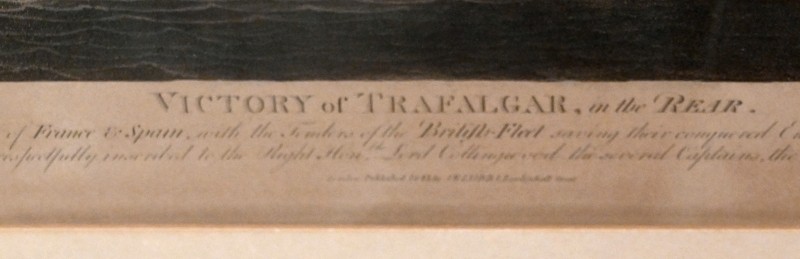 VICTORY of TRAFALGAR, in the REAR.
of France & Spain, with the Tenders of the British Fleet saving their conquered
respectfully inscribed to the Right Hon. Lord Collingwood the several Captains, the
Published